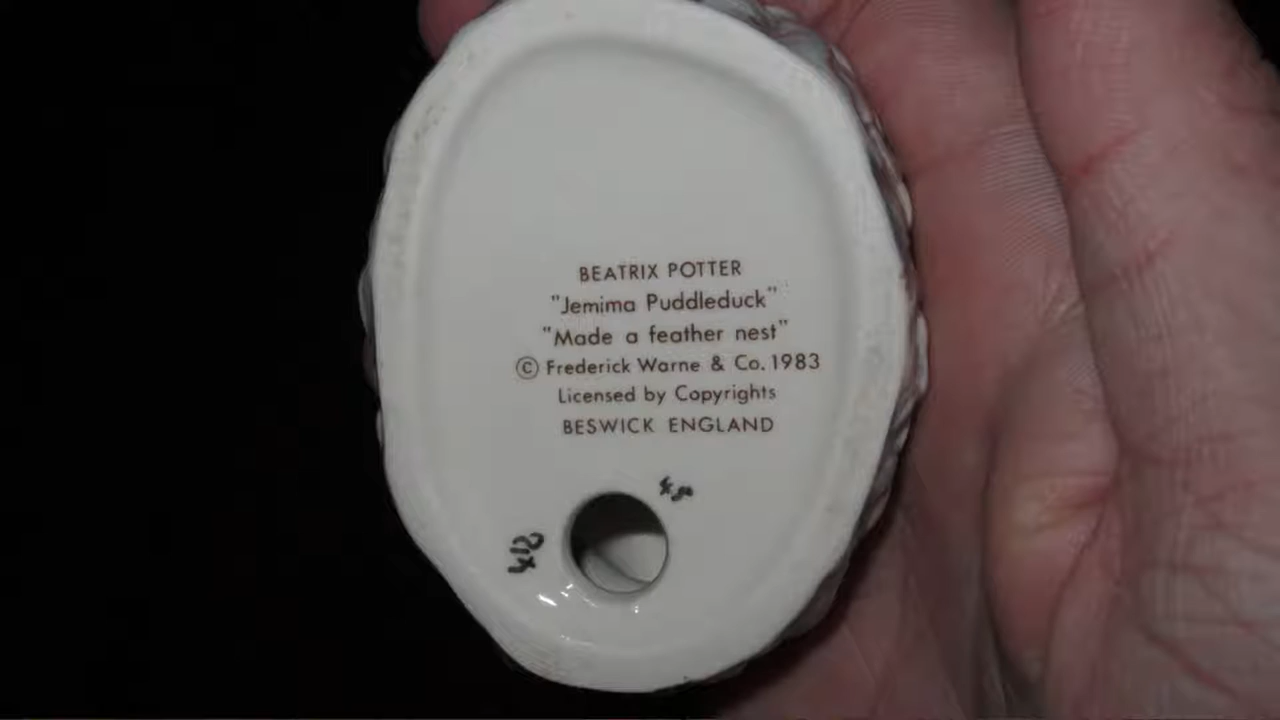 BEATRIX POTTER
"Jemima Puddleduck"
"Made a feather nest"
© Frederick Warne & Co. 1983
Licensed by Copyrights
BESWICK ENGLAND